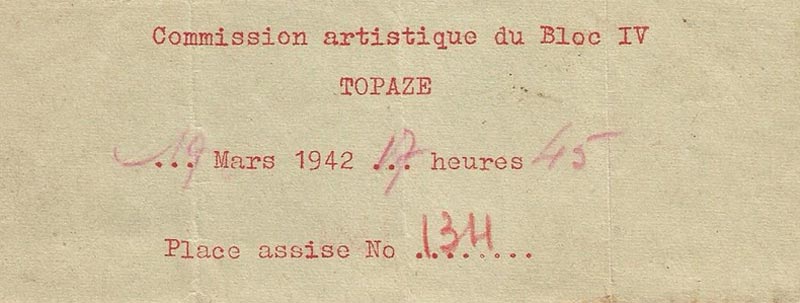 Commission artistique du Bloc IV
TOPAZE
19 Mars 1942 17 heures 45
Place assise No 134